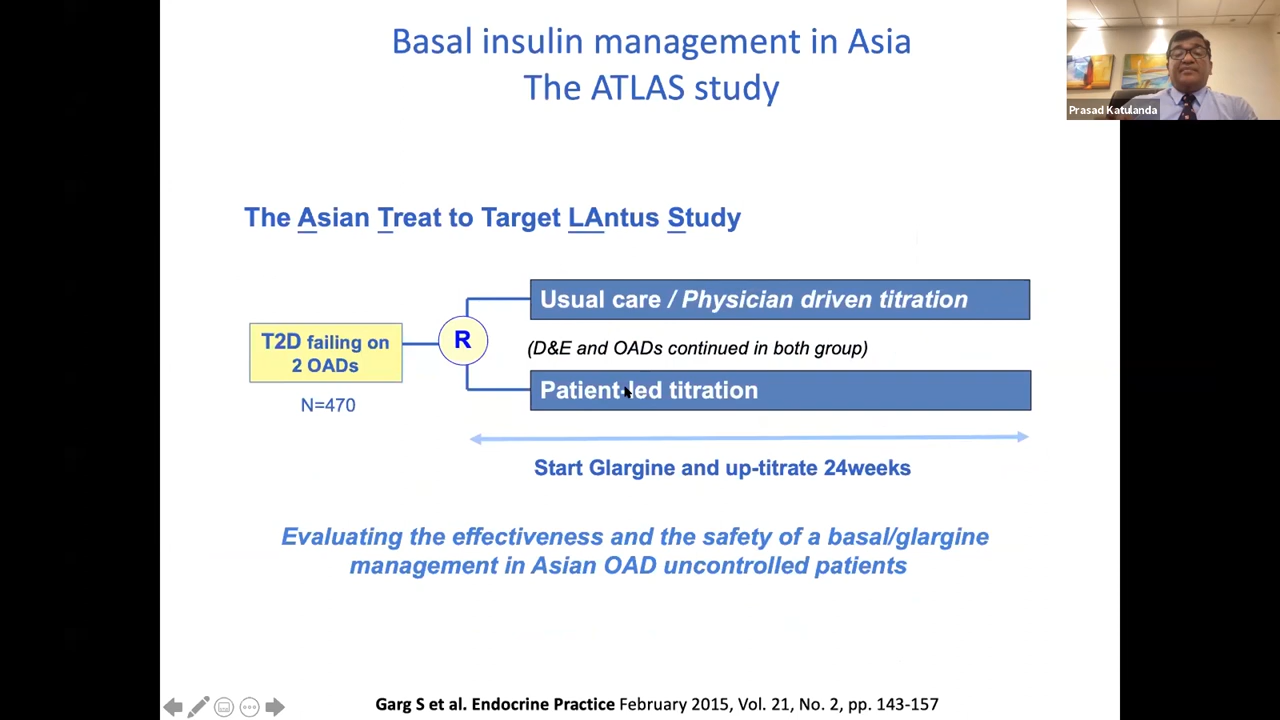 Basal insulin management in Asia
The ATLAS study
Prasad Katulanda
The Asian Treat to Target LAntus Study
Usual care / Physician driven titration
T2D failing on
2 OADs
R
(D&E and OADs continued in both group)
Patient led titration
N=470
Start Glargine and up-titrate 24weeks
Evaluating the effectiveness and the safety of a basal/glargine
management in Asian OAD uncontrolled patients
Garg S et al. Endocrine Practice February 2015, Vol. 21, No. 2, pp. 143-157